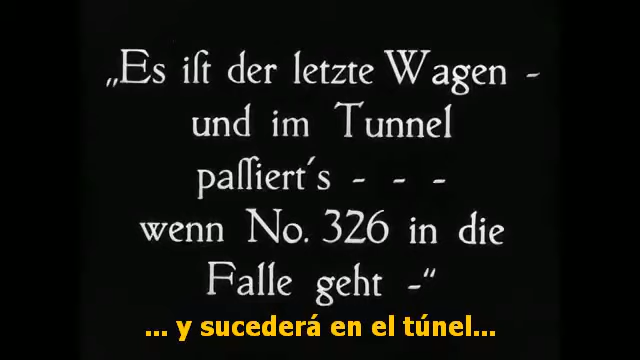 „Es iſt der letzte Wagen -
und im Tunnel
paſſiert's - - -
wenn No. 326 in die
Falle geht -“
... y sucederá en el túnel...